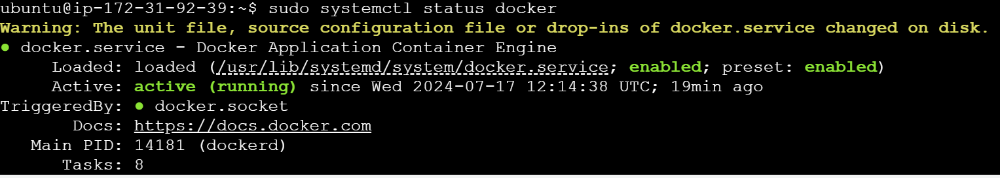 ubuntu@ip-172-31-92-39:~$ sudo systemctl status docker
Warning: The unit file, source configuration file or drop-ins of docker.service changed on disk.
● docker.service - Docker Application Container Engine
     Loaded: loaded (/usr/lib/systemd/system/docker.service; enabled; preset: enabled)
     Active: active (running) since Wed 2024-07-17 12:14:38 UTC; 19min ago
TriggeredBy: ● docker.socket
       Docs: https://docs.docker.com
   Main PID: 14181 (dockerd)
      Tasks: 8